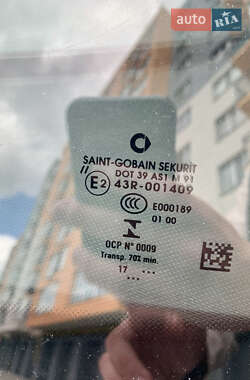 auto RIA
SAINT-GOBAIN SEKURIT
DOT 39 AS1 M 91
E2 43R-001409
CCC E000189
01 00
I
OCP N° 0009
Transp. 70% min.
17 ...
...